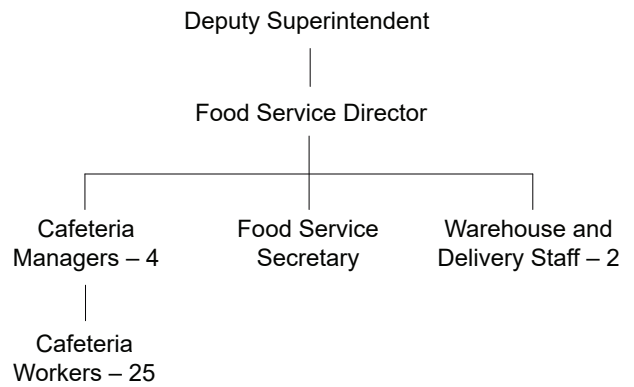 Deputy Superintendent
Food Service Director
Cafeteria
Managers – 4
Food Service
Secretary
Warehouse and
Delivery Staff – 2
Cafeteria
Workers – 25